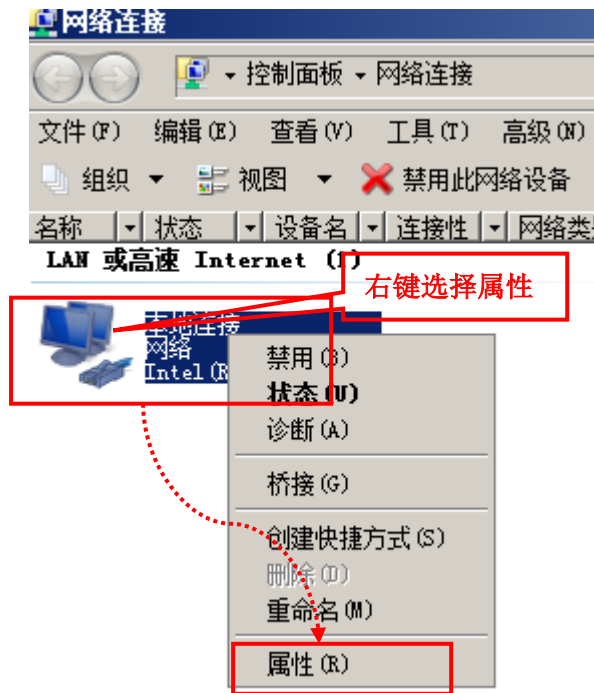 网络连接
控制面板 网络连接
文件(F) 编辑(E) 查看(V) 工具(T) 高级(N)
组织 视图 禁用此网络设备
名称 状态 设备名 连接性 网络类
LAN 或高速 Internet (1)
右键选择属性
本地连接
网络
Intel(R
禁用(B)
状态(U)
诊断(A)
桥接(G)
创建快捷方式(S)
删除(D)
重命名(M)
属性(R)